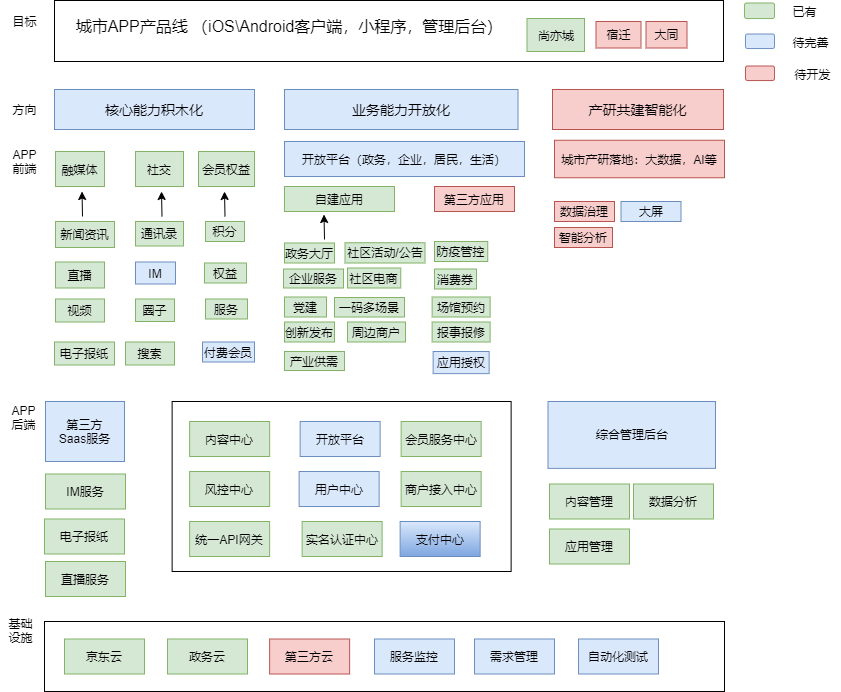 目标
城市APP产品线 （iOS\Android客户端，小程序，管理后台）
尚亦城
宿迁
大同
已有
待完善
待开发
方向
核心能力积木化
业务能力开放化
产研共建智能化
APP
前端
融媒体
社交
会员权益
开放平台（政务，企业，居民，生活）
城市产研落地：大数据，AI等
自建应用
第三方应用
数据治理
大屏
智能分析
新闻资讯
通讯录
积分
政务大厅
社区活动/公告
防疫管控
直播
IM
权益
企业服务
社区电商
消费券
视频
圈子
服务
党建
一码多场景
场馆预约
创新发布
周边商户
报事报修
电子报纸
搜索
付费会员
产业供需
应用授权
APP
后端
第三方
Saas服务
IM服务
电子报纸
直播服务
内容中心
开放平台
会员服务中心
风控中心
用户中心
商户接入中心
统一API网关
实名认证中心
支付中心
综合管理后台
内容管理
数据分析
应用管理
基础
设施
京东云
政务云
第三方云
服务监控
需求管理
自动化测试